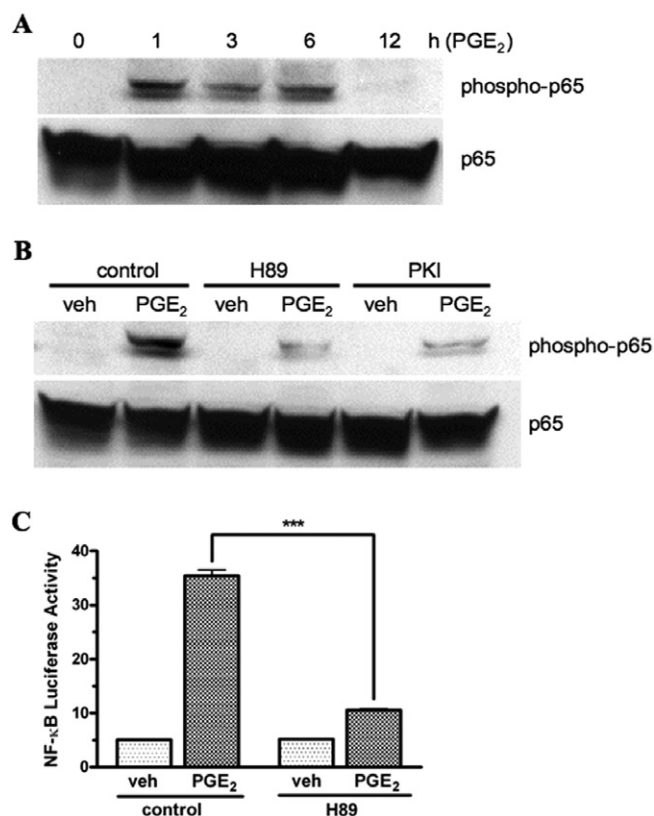 A
0 1 3 6 12 h (PGE₂)
phospho-p65
p65
B
control H89 PKI
veh PGE₂ veh PGE₂ veh PGE₂
phospho-p65
p65
C
***
NF-κB Luciferase Activity
40
30
20
10
0
veh PGE₂ veh PGE₂
control H89